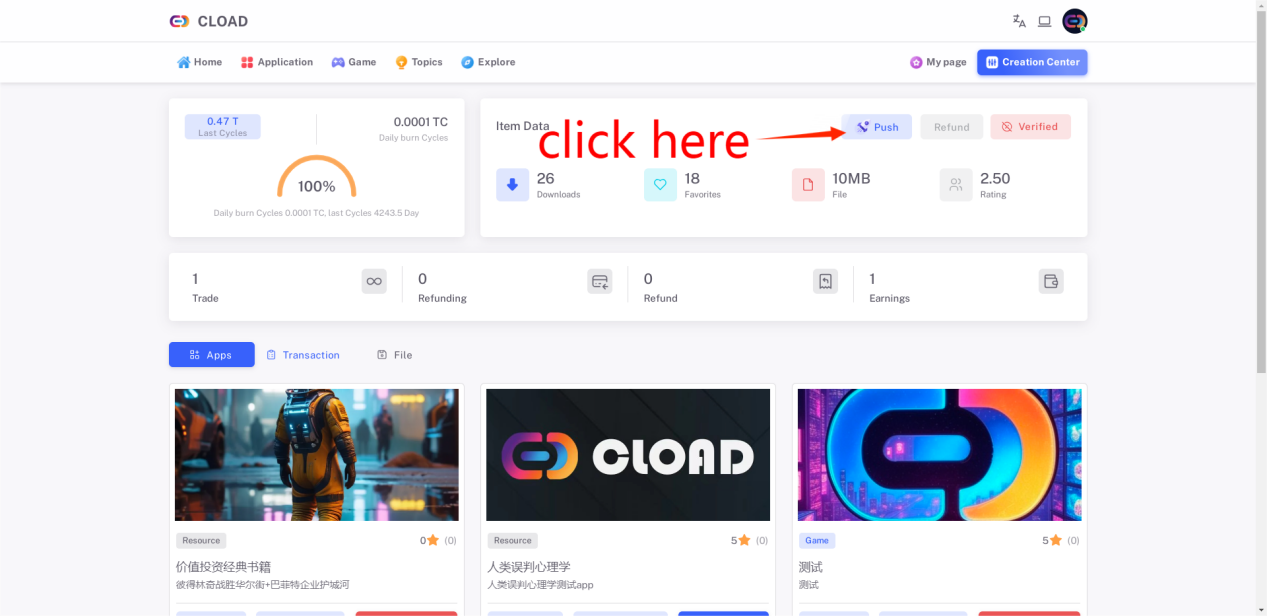 CLOAD
Home Application Game Topics Explore My page Creation Center
0.47 T
Last Cycles
0.0001 TC
Daily burn Cycles
100%
Daily burn Cycles 0.0001 TC, last Cycles 4243.5 Day
Item Data
click here
Push Refund Verified
26
Downloads
18
Favorites
10MB
File
2.50
Rating
1
Trade
0
Refunding
0
Refund
1
Earnings
Apps Transaction File
CLOAD
Resource 0 (0)
价值投资经典书籍
彼得林奇战胜华尔街+巴菲特企业护城河
Resource 5 (0)
人类误判心理学
人类误判心理学测试app
Game 5 (0)
测试
测试